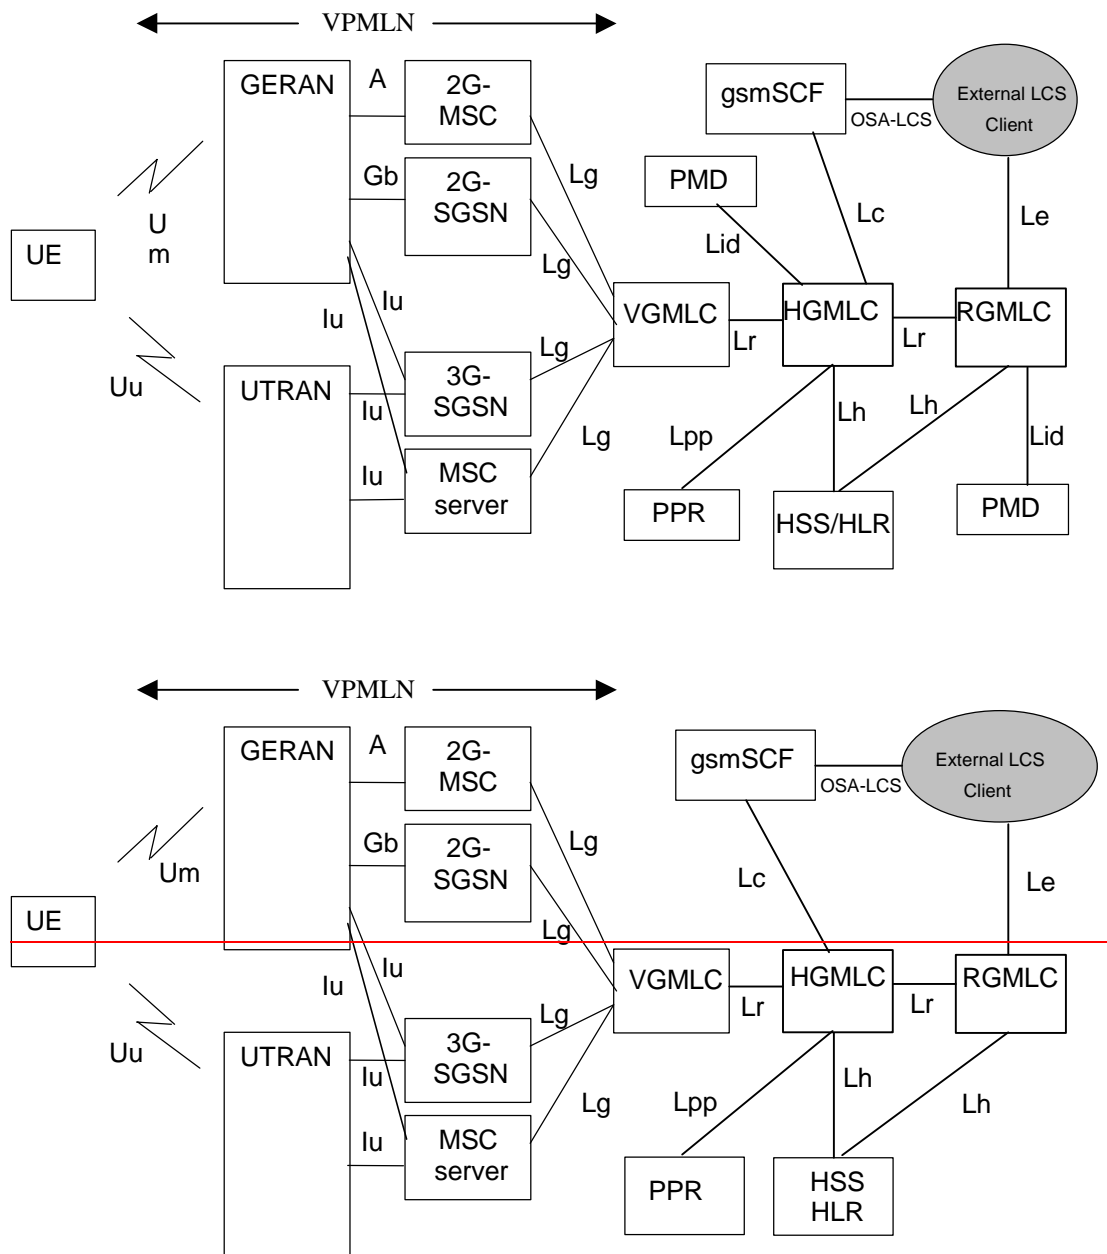 VPMLN
GERAN
A
2G-
MSC
gsmSCF
OSA-LCS
External LCS
Client
Gb
2G-
SGSN
Lg
PMD
Lc
Le
U
m
UE
Lid
Lg
Iu
Iu
VGMLC
Lr
HGMLC
Lr
RGMLC
Uu
UTRAN
Iu
3G-
SGSN
Lg
Lg
Lpp
Lh
Lh
Lid
Iu
MSC
server
PPR
HSS/HLR
PMD
VPMLN
GERAN
A
2G-
MSC
gsmSCF
OSA-LCS
External LCS
Client
Gb
2G-
SGSN
Lg
Um
Lc
Le
UE
Lg
Iu
Iu
VGMLC
Lr
HGMLC
Lr
RGMLC
Uu
UTRAN
Iu
3G-
SGSN
Lg
Lg
Lpp
Lh
Lh
Iu
MSC
server
PPR
HSS
HLR